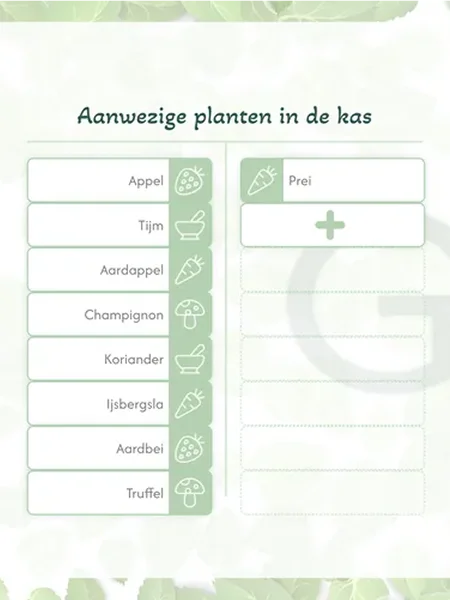 Aanwezige planten in de kas
Appel
Tijm
Aardappel
Champignon
Koriander
Ijsbergsla
Aardbei
Truffel
Prei
G